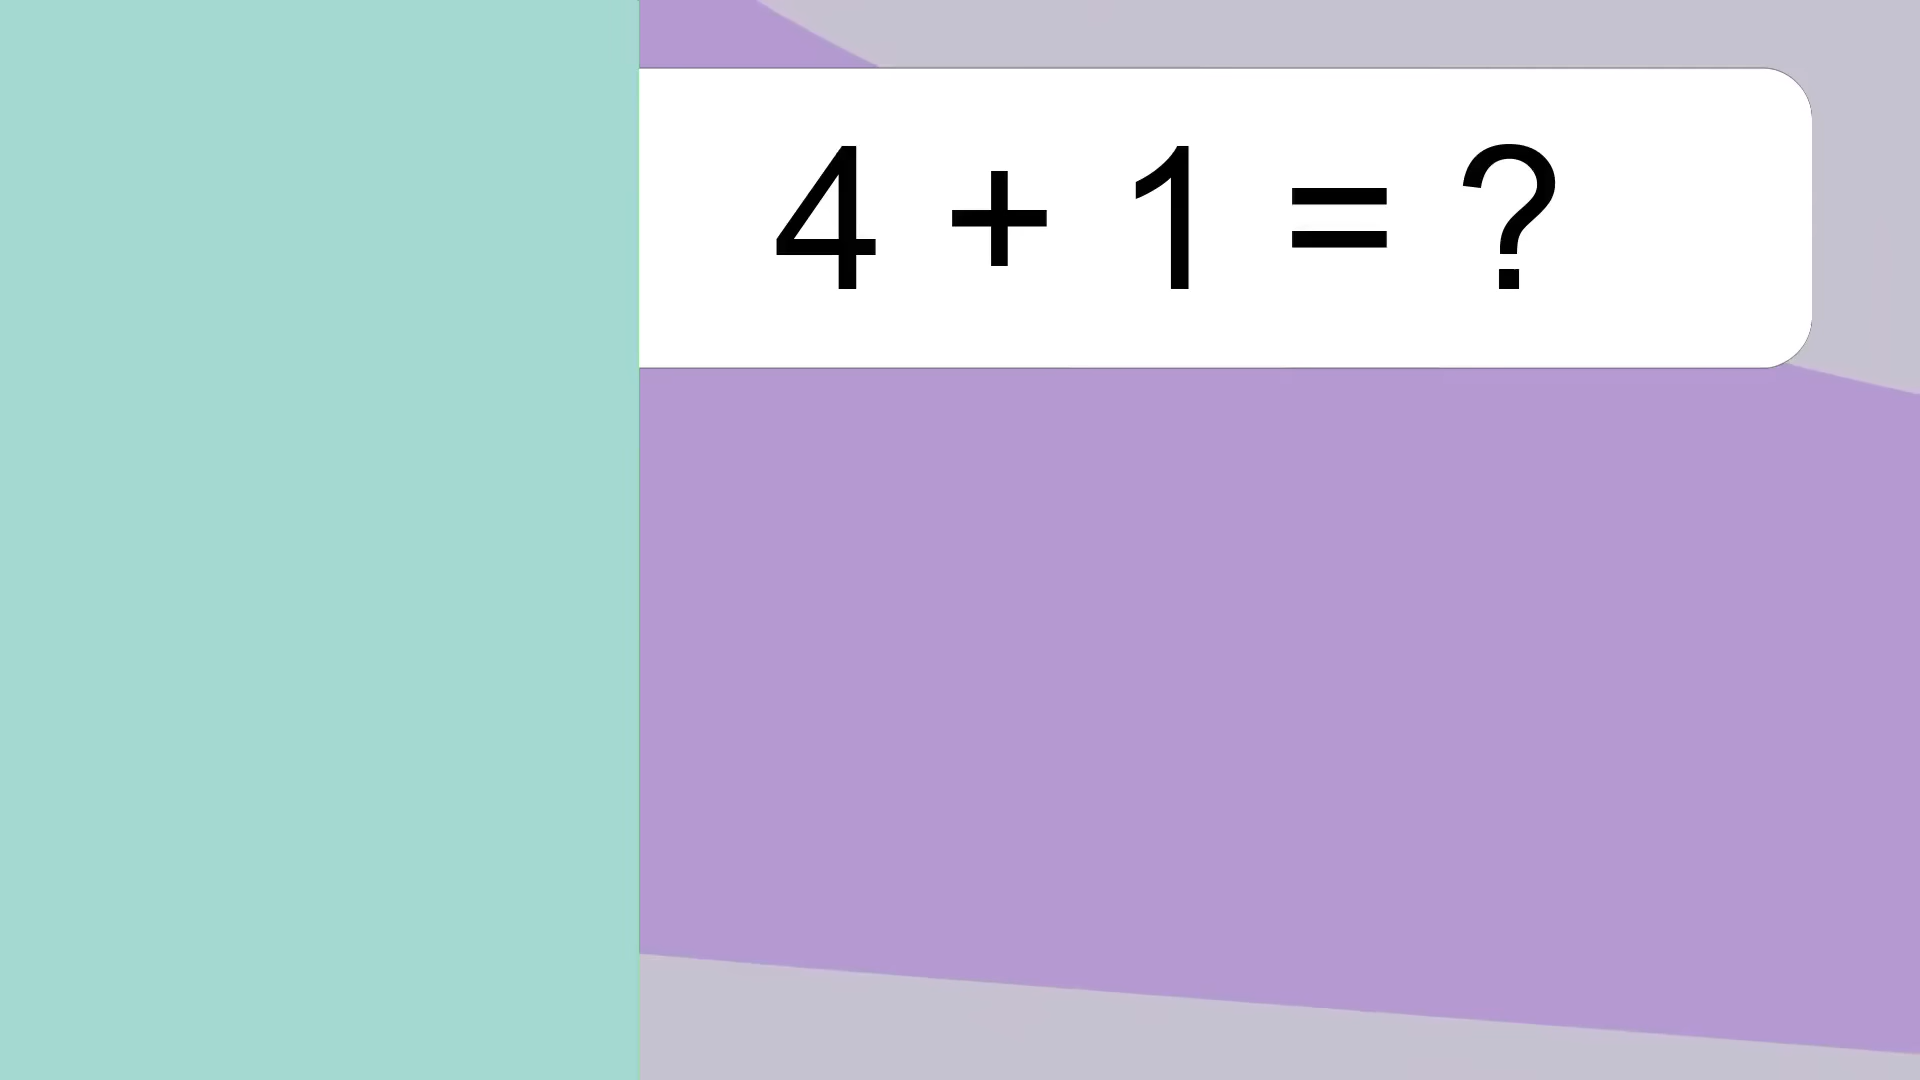 4 + 1 = ?